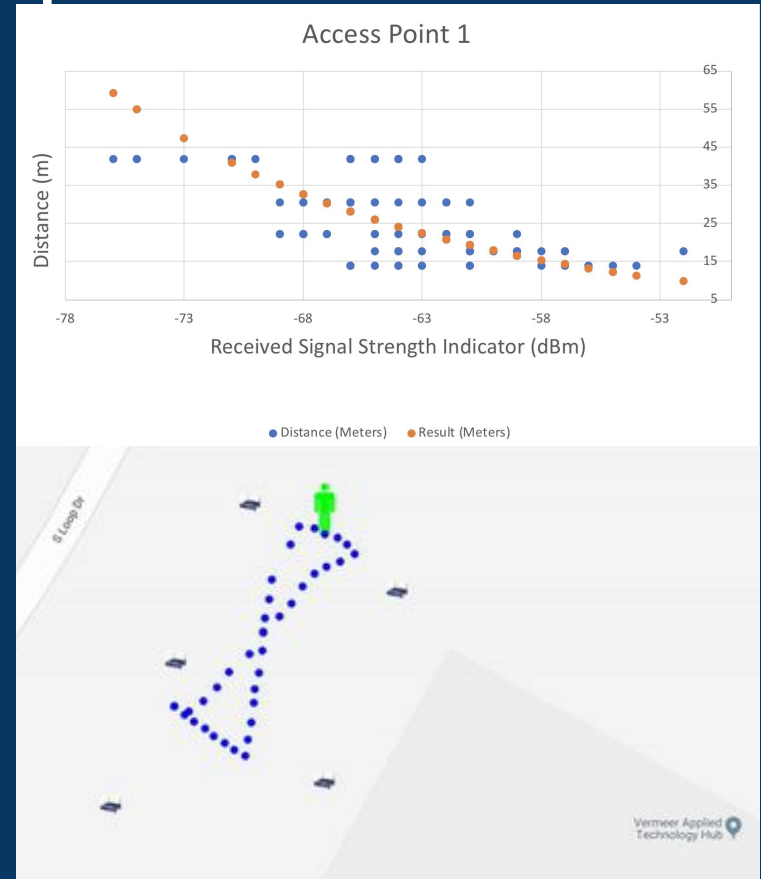 Access Point 1
65
55
45
35
25
15
5
Distance (m)
-78 -73 -68 -63 -58 -53
Received Signal Strength Indicator (dBm)
Distance (Meters) Result (Meters)
S Loop Dr
Vermeer Applied
Technology Hub